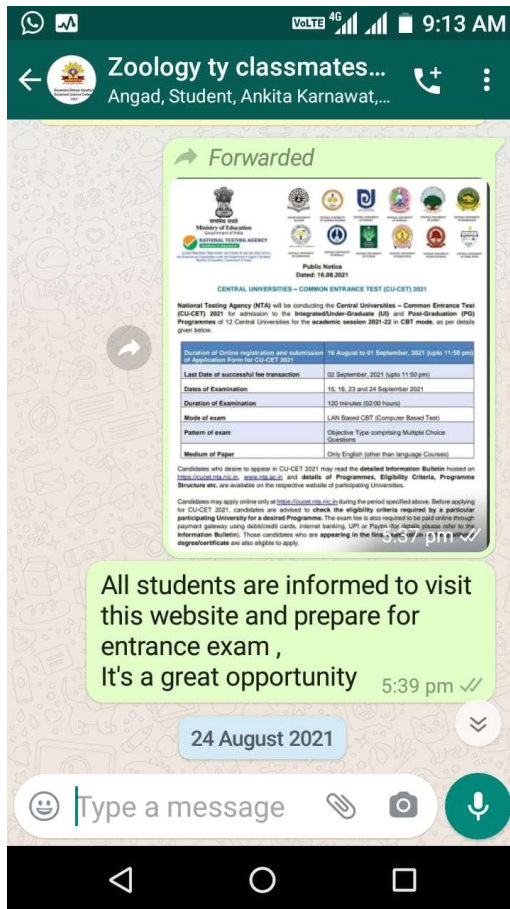 VoLTE 4G 9:13 AM
Zoology ty classmates...
Angad, Student, Ankita Karnawat,...
Forwarded
सत्यमेव जयते
Ministry of Education
Government of India
NATIONAL TESTING AGENCY
Public Notice
Dated: 16.08.2021
CENTRAL UNIVERSITIES – COMMON ENTRANCE TEST (CU-CET) 2021
National Testing Agency (NTA) will be conducting the Central Universities – Common Entrance Test
(CU-CET) 2021 for admission to the Integrated/Under-Graduate (UI) and Post-Graduation (PG)
Programmes of 12 Central Universities for the academic session 2021-22 in CBT mode, as per details
given below.
Duration of Online registration and submission 16 August to 01 September, 2021 (upto 11:50 pm)
of Application Form for CU-CET 2021
Last Date of successful fee transaction 02 September, 2021 (upto 11:50 pm)
Dates of Examination 15, 16, 23 and 24 September 2021
Duration of Examination 120 minutes (02:00 hours)
Mode of exam LAN Based CBT (Computer Based Test)
Pattern of exam Objective Type comprising Multiple Choice
Questions
Medium of Paper Only English (other than language Courses)
Candidates who desire to appear in CU-CET 2021 may read the detailed Information Bulletin hosted on
https://cucet.nta.nic.in, www.nta.ac.in and details of Programmes, Eligibility Criteria, Programme
Structure etc. are available on the respective website of participating Universities.
Candidates may apply online only at https://cucet.nta.nic.in during the period specified above. Before applying
for CU-CET 2021, candidates are advised to check the eligibility criteria required by a particular
participating University for a desired Programme. The exam fee is also required to be paid online through
payment gateway using debit/credit cards, internet banking, UPI or Paytm (for details please refer to the
Information Bulletin). Those candidates who are appearing in the final
degree/certificate are also eligible to apply.
5:37 pm
All students are informed to visit
this website and prepare for
entrance exam ,
It's a great opportunity
5:39 pm
24 August 2021
Type a message